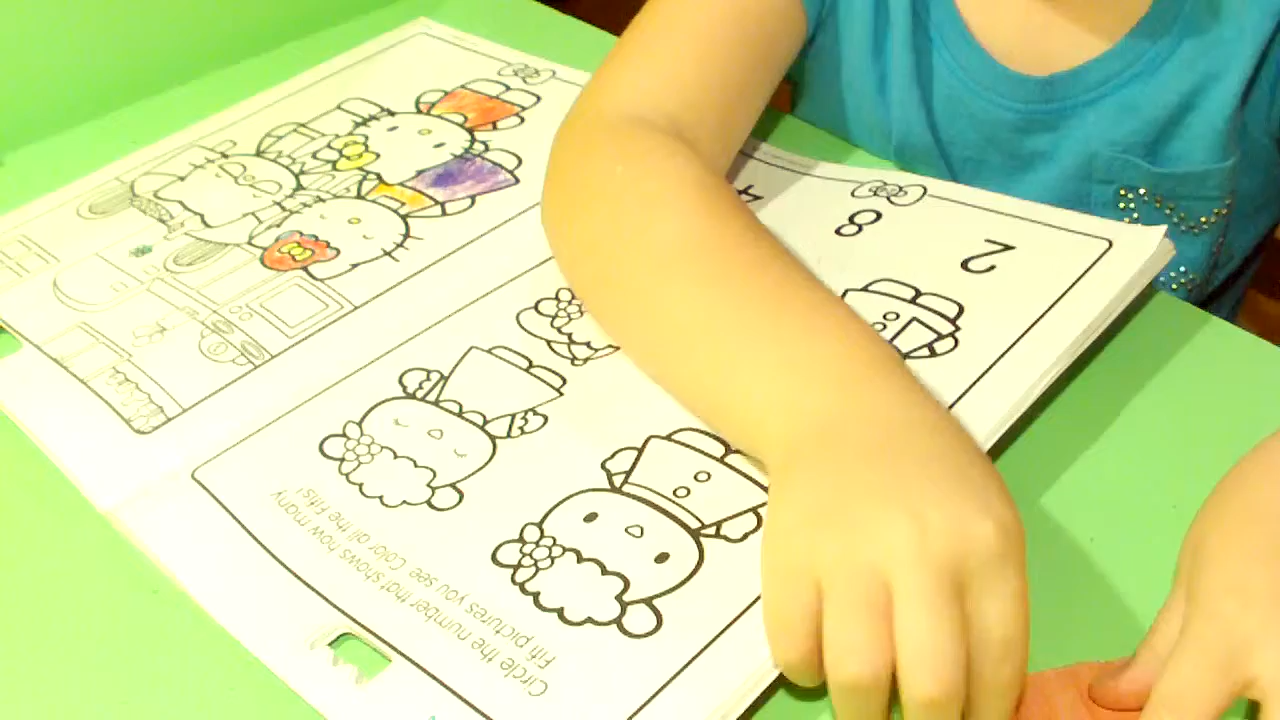 Circle the number that shows how many
Fifi pictures you see. Color all the Fifis!
2
8
4